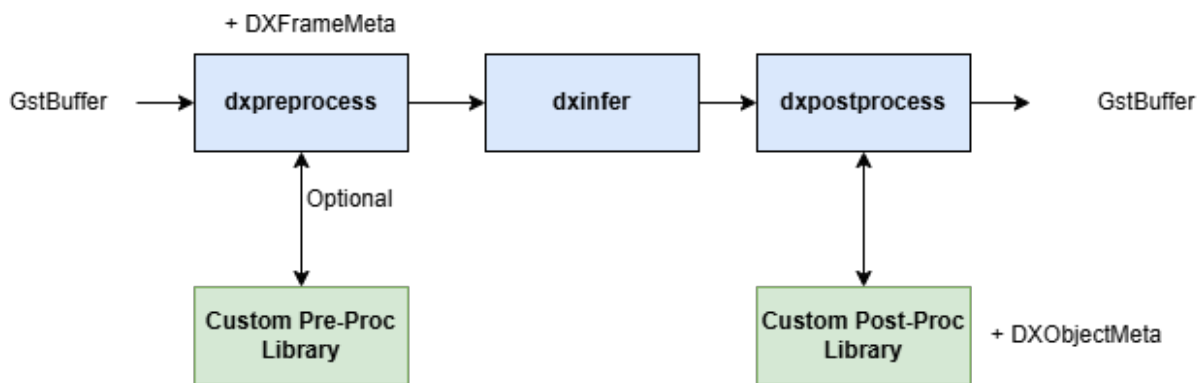 + DXFrameMeta
GstBuffer
dxpreprocess
dxinfer
dxpostprocess
GstBuffer
Optional
Custom Pre-Proc
Library
Custom Post-Proc
Library
+ DXObjectMeta